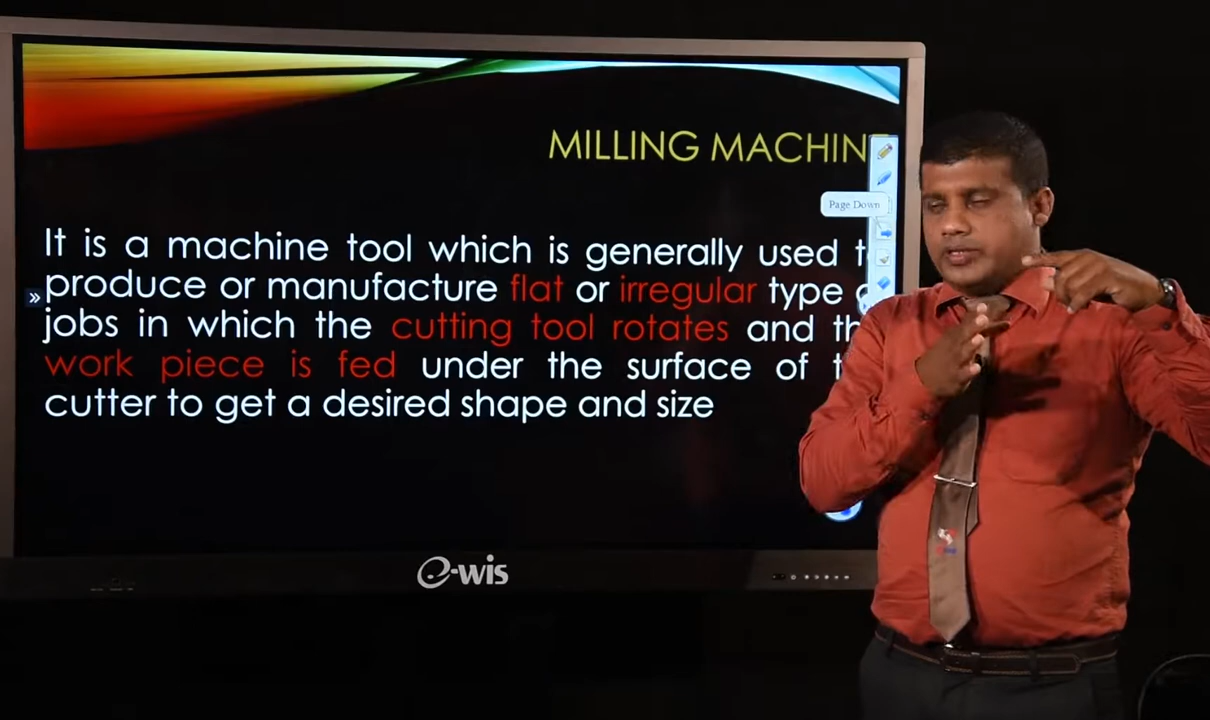 MILLING MACHIN
Page Down
It is a machine tool which is generally used t
produce or manufacture flat or irregular type
jobs in which the cutting tool rotates and th
work piece is fed under the surface of t
cutter to get a desired shape and size
e-wis